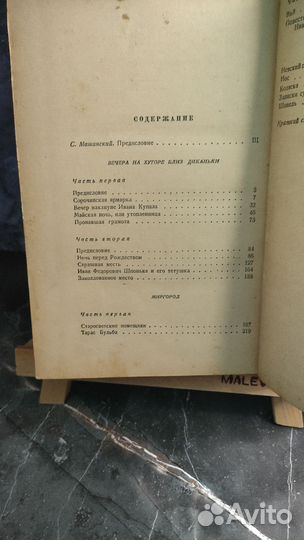 СОДЕРЖАНИЕ
С. Машинский. Предисловие . . . III
ВЕЧЕРА НА ХУТОРЕ БЛИЗ ДИКАНЬКИ
Часть первая
Предисловие . . . 3
Сорочинская ярмарка . . . 7
Вечер накануне Ивана Купала . . . 32
Майская ночь, или утопленница . . . 45
Пропавшая грамота . . . 73
Часть вторая
Предисловие . . . 84
Ночь перед Рождеством . . . 86
Страшная месть . . . 127
Иван Федорович Шпонька и его тетушка . . . 164
Заколдованное место . . . 188
МИРГОРОД
Часть первая
Старосветские помещики . . . 197
Тарас Бульба . . . 219
Вий
Невский
Нос
Коляска
Записки су
Шинель
Краткий
MALEV
Avito